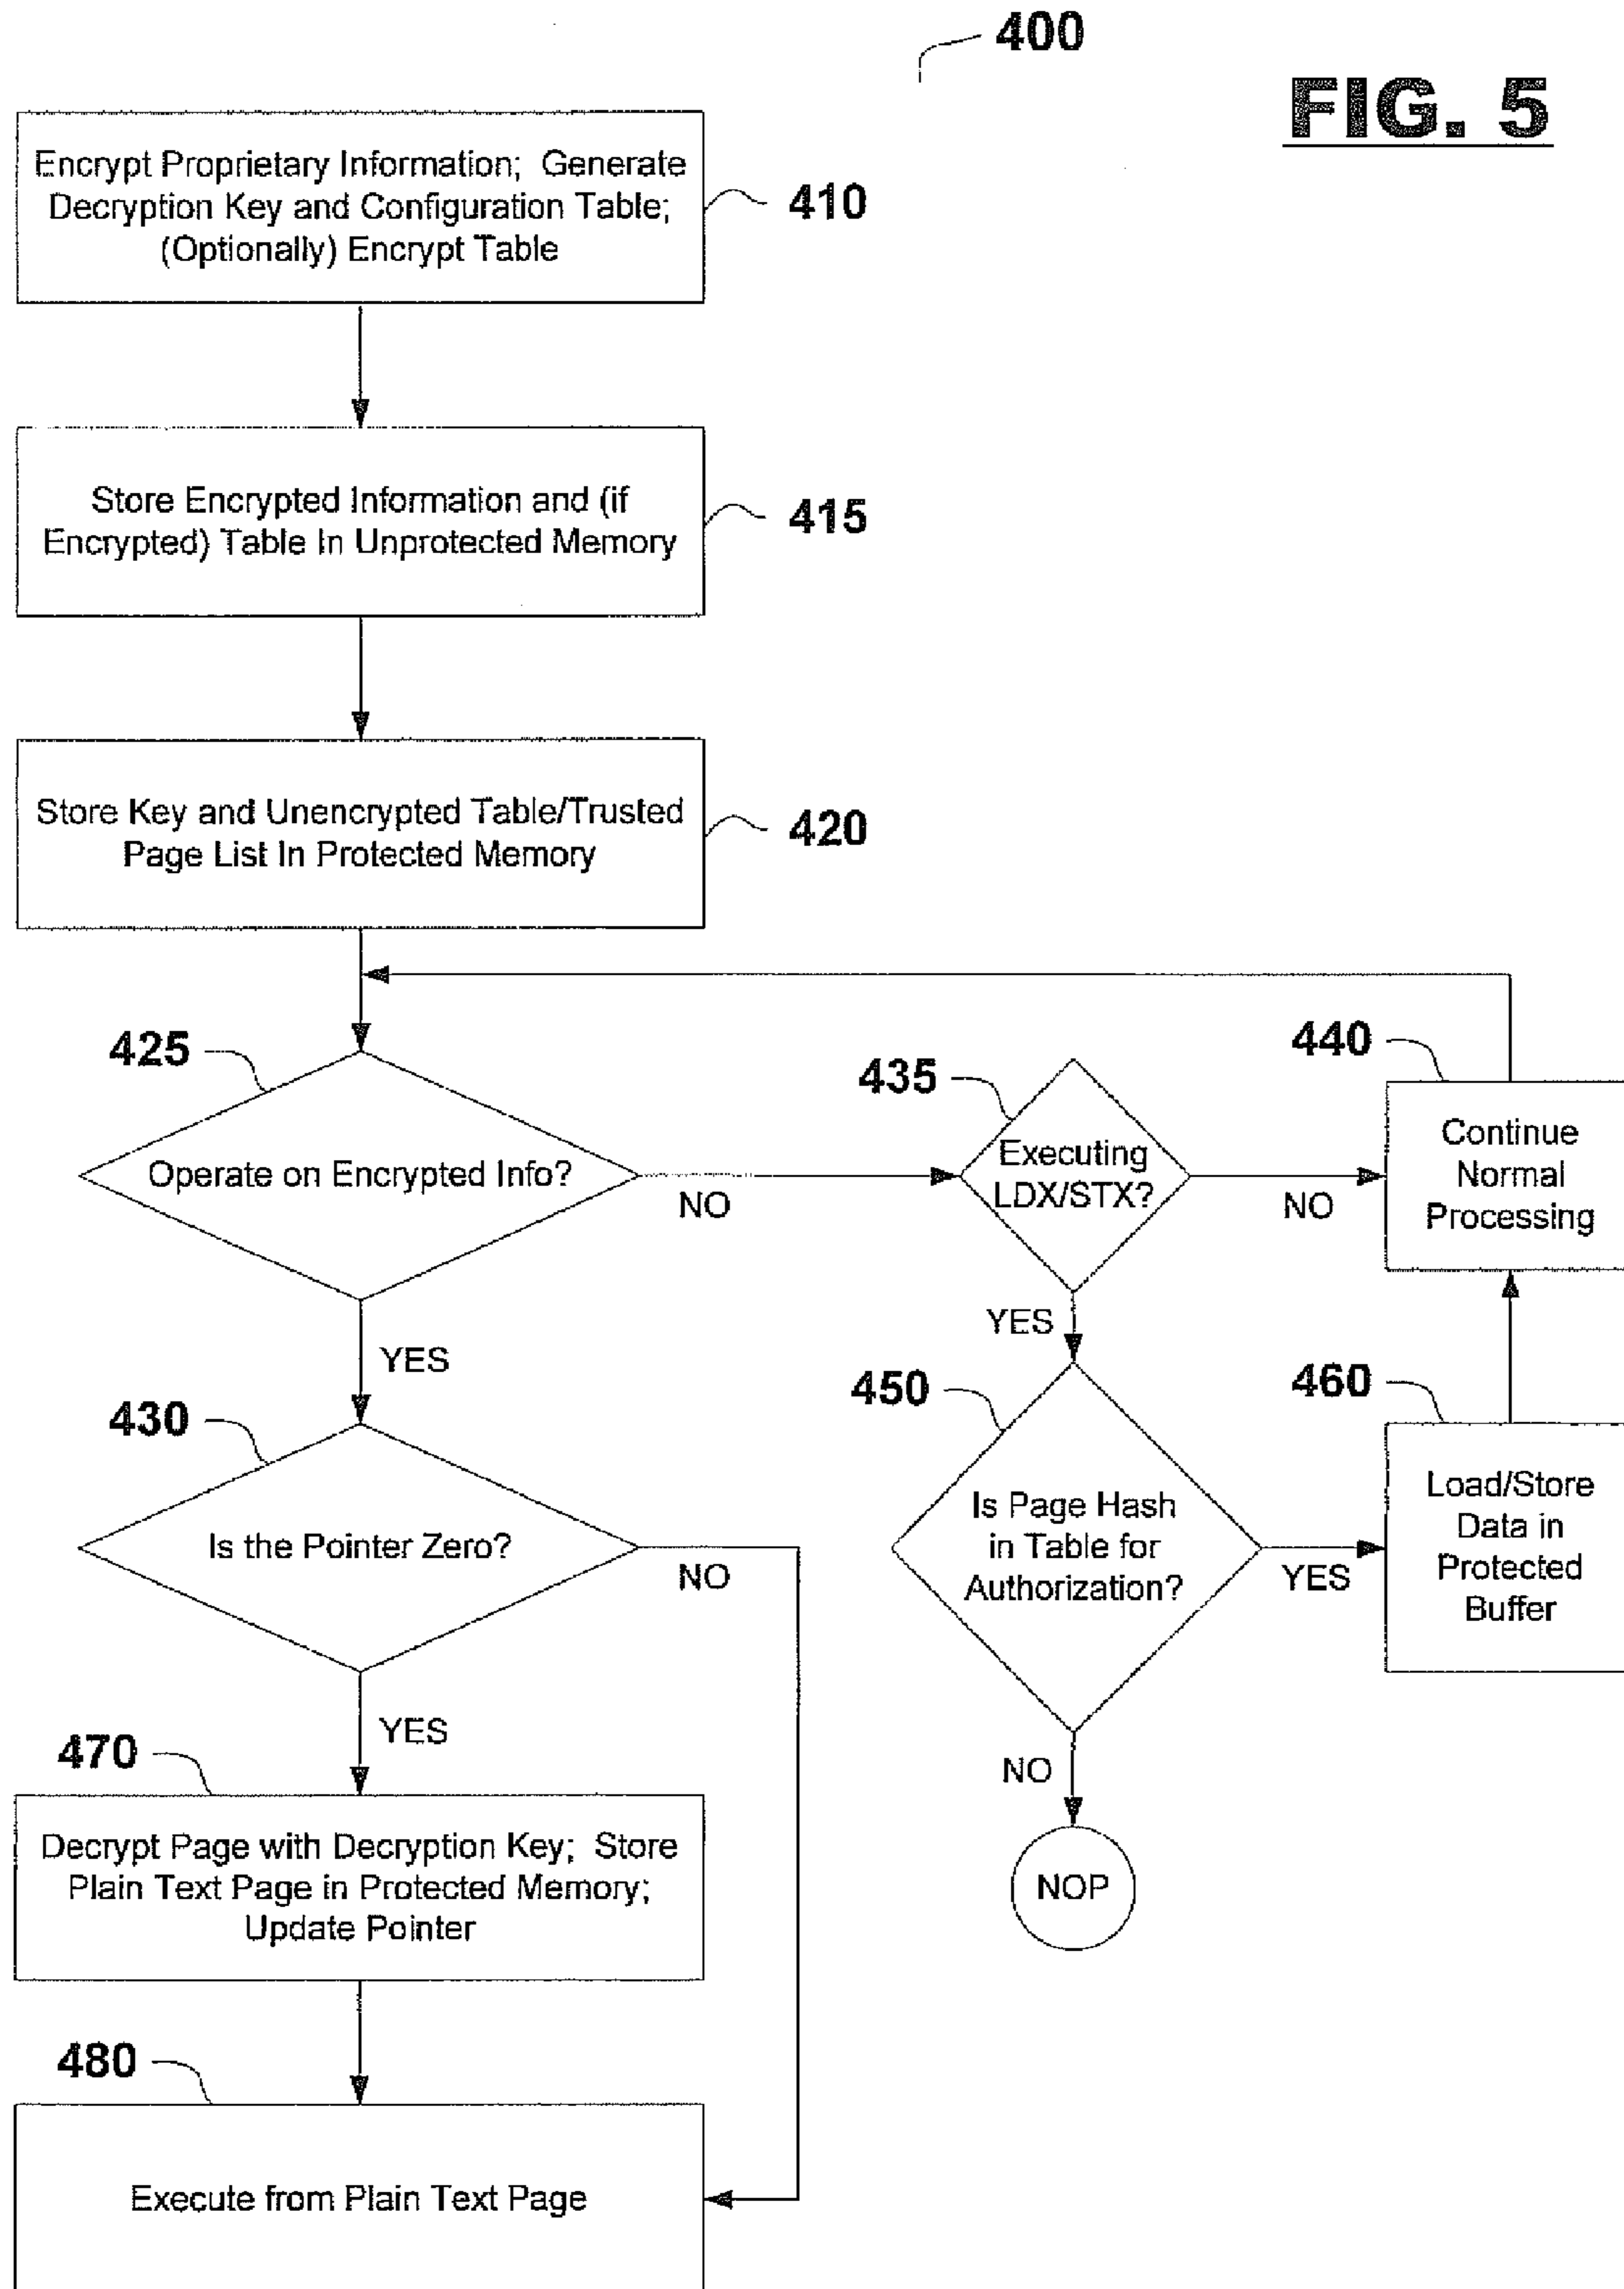 400
FIG. 5
Encrypt Proprietary Information; Generate
Decryption Key and Configuration Table;
(Optionally) Encrypt Table
410
Store Encrypted Information and (if
Encrypted) Table In Unprotected Memory
415
Store Key and Unencrypted Table/Trusted
Page List In Protected Memory
420
425
Operate on Encrypted Info?
NO
YES
435
Executing
LDX/STX?
NO
YES
440
Continue
Normal
Processing
430
Is the Pointer Zero?
NO
YES
450
Is Page Hash
in Table for
Authorization?
YES
NO
460
Load/Store
Data in
Protected
Buffer
NOP
470
Decrypt Page with Decryption Key; Store
Plain Text Page in Protected Memory;
Update Pointer
480
Execute from Plain Text Page